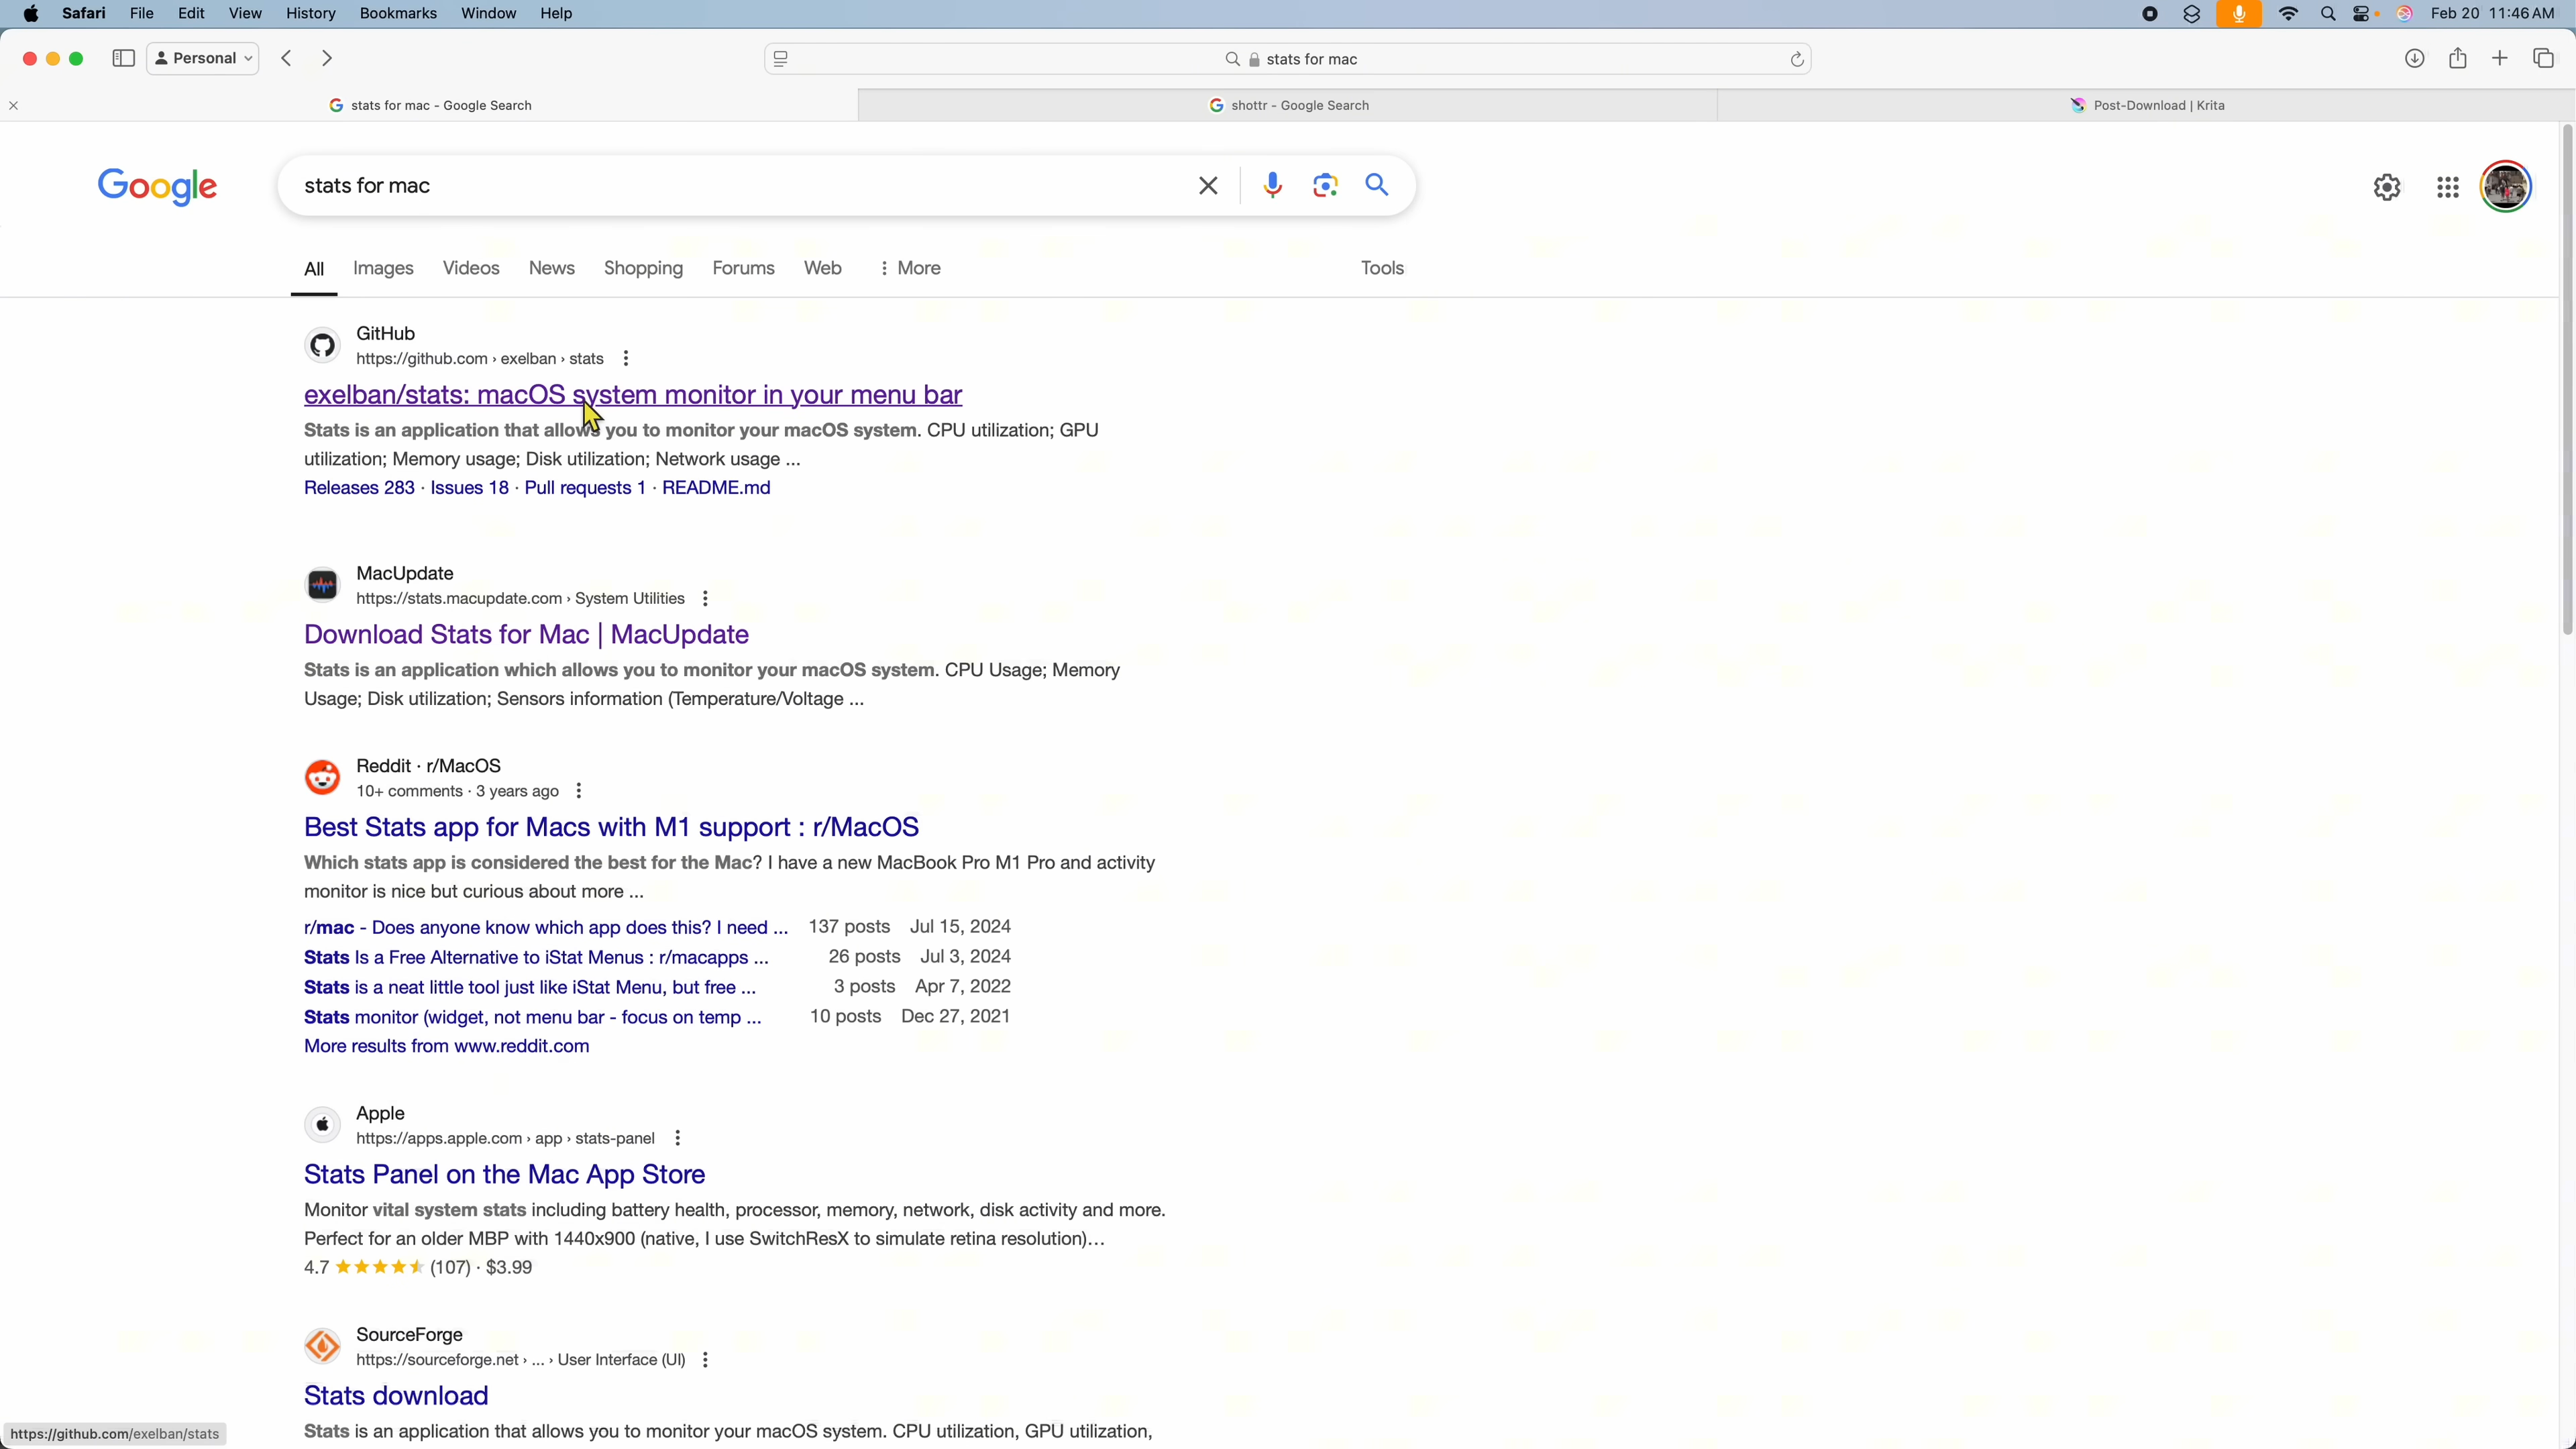 Safari File Edit View History Bookmarks Window Help Feb 20 11:46 AM
Personal stats for mac
stats for mac - Google Search shottr - Google Search Post-Download | Krita
Google stats for mac
All Images Videos News Shopping Forums Web More Tools
GitHub
https://github.com › exelban › stats
exelban/stats: macOS system monitor in your menu bar
Stats is an application that allows you to monitor your macOS system. CPU utilization; GPU
utilization; Memory usage; Disk utilization; Network usage ...
Releases 283 · Issues 18 · Pull requests 1 · README.md
MacUpdate
https://stats.macupdate.com › System Utilities
Download Stats for Mac | MacUpdate
Stats is an application which allows you to monitor your macOS system. CPU Usage; Memory
Usage; Disk utilization; Sensors information (Temperature/Voltage ...
Reddit · r/MacOS
10+ comments · 3 years ago
Best Stats app for Macs with M1 support : r/MacOS
Which stats app is considered the best for the Mac? I have a new MacBook Pro M1 Pro and activity
monitor is nice but curious about more ...
r/mac - Does anyone know which app does this? I need ... 137 posts Jul 15, 2024
Stats Is a Free Alternative to iStat Menus : r/macapps ... 26 posts Jul 3, 2024
Stats is a neat little tool just like iStat Menu, but free ... 3 posts Apr 7, 2022
Stats monitor (widget, not menu bar - focus on temp ... 10 posts Dec 27, 2021
More results from www.reddit.com
Apple
https://apps.apple.com › app › stats-panel
Stats Panel on the Mac App Store
Monitor vital system stats including battery health, processor, memory, network, disk activity and more.
Perfect for an older MBP with 1440x900 (native, I use SwitchResX to simulate retina resolution)...
4.7 ★★★★★ (107) · $3.99
SourceForge
https://sourceforge.net › ... › User Interface (UI)
Stats download
Stats is an application that allows you to monitor your macOS system. CPU utilization, GPU utilization,
https://github.com/exelban/stats